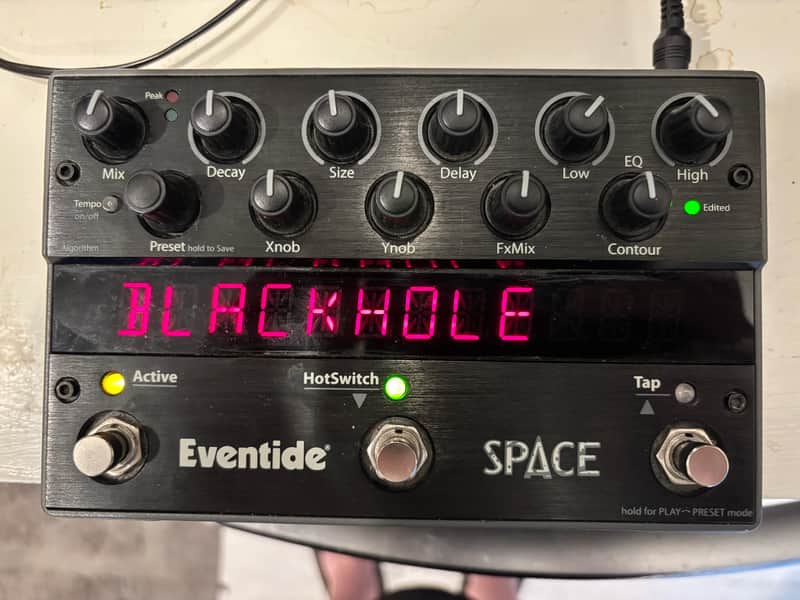 Peak
Mix
Decay
Size
Delay
Low
EQ
High
Tempo
on/off
Edited
Algorithm
Preset hold to Save
Xnob
Ynob
FxMix
Contour
BLACKHOLE
Active
HotSwitch
Tap
Eventide®
SPACE
hold for PLAY PRESET mode